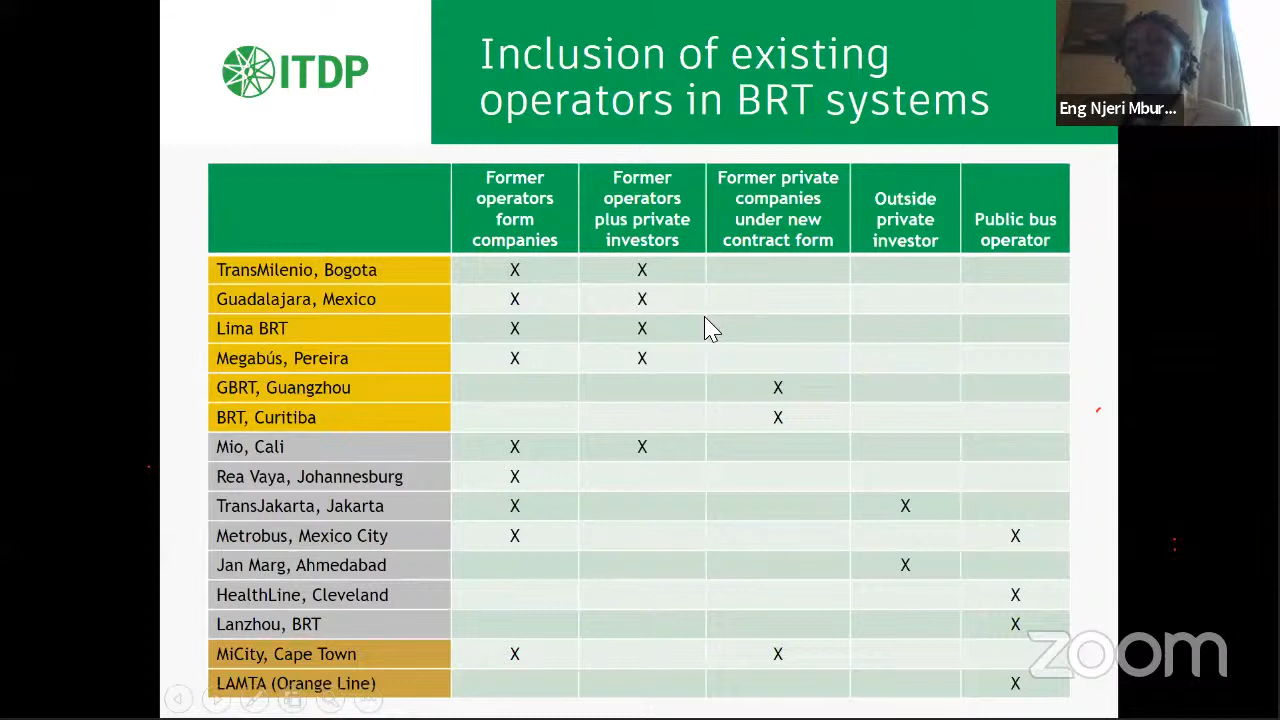 ITDP
Inclusion of existing
operators in BRT systems
Eng Njeri Mbur...
Former operators form companies
Former operators plus private investors
Former private companies under new contract form
Outside private investor
Public bus operator
TransMilenio, Bogota X X
Guadalajara, Mexico X X
Lima BRT X X
Megabús, Pereira X X
GBRT, Guangzhou X
BRT, Curitiba X
Mio, Cali X X
Rea Vaya, Johannesburg X
TransJakarta, Jakarta X X
Metrobus, Mexico City X X
Jan Marg, Ahmedabad X
HealthLine, Cleveland X
Lanzhou, BRT X
MiCity, Cape Town X X
LAMTA (Orange Line) X
zoom